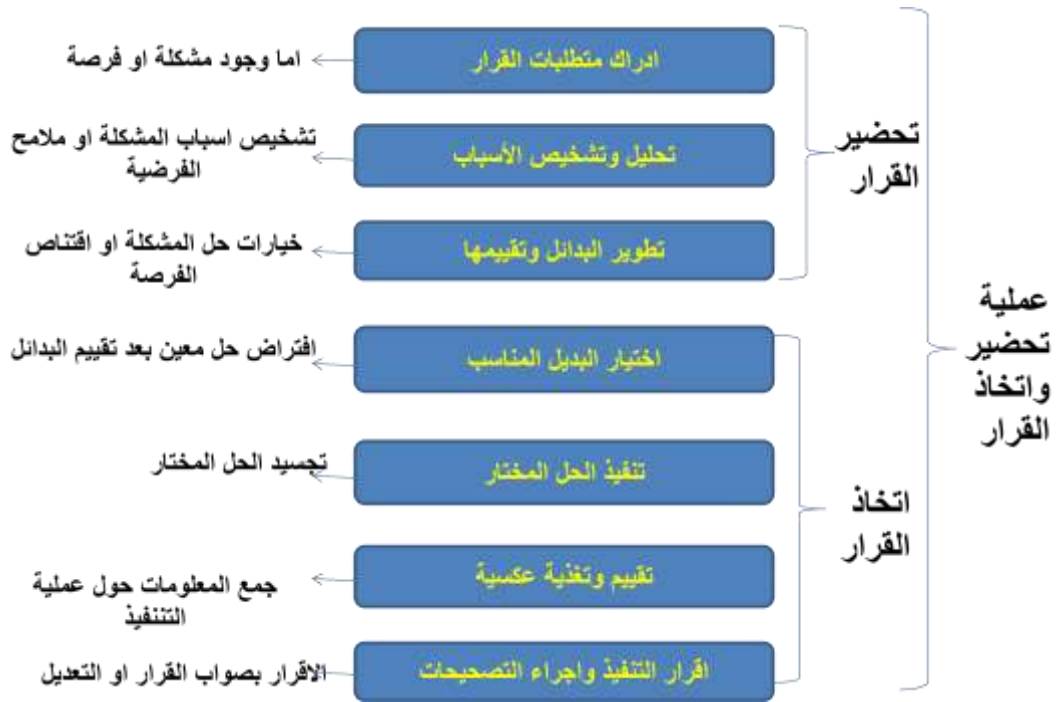 عملية
تحضير
واتخاذ
القرار
تحضير
القرار
ادراك متطلبات القرار
اما وجود مشكلة او فرصة
تحليل وتشخيص الأسباب
تشخيص اسباب المشكلة او ملامح
الفرضية
تطوير البدائل وتقييمها
خيارات حل المشكلة او اقتناص
الفرصة
اتخاذ
القرار
اختيار البديل المناسب
افتراض حل معين بعد تقييم البدائل
تنفيذ الحل المختار
تجسيد الحل المختار
تقييم وتغذية عكسية
جمع المعلومات حول عملية
التننفيذ
اقرار التنفيذ واجراء التصحيحات
الاقرار بصواب القرار او التعديل